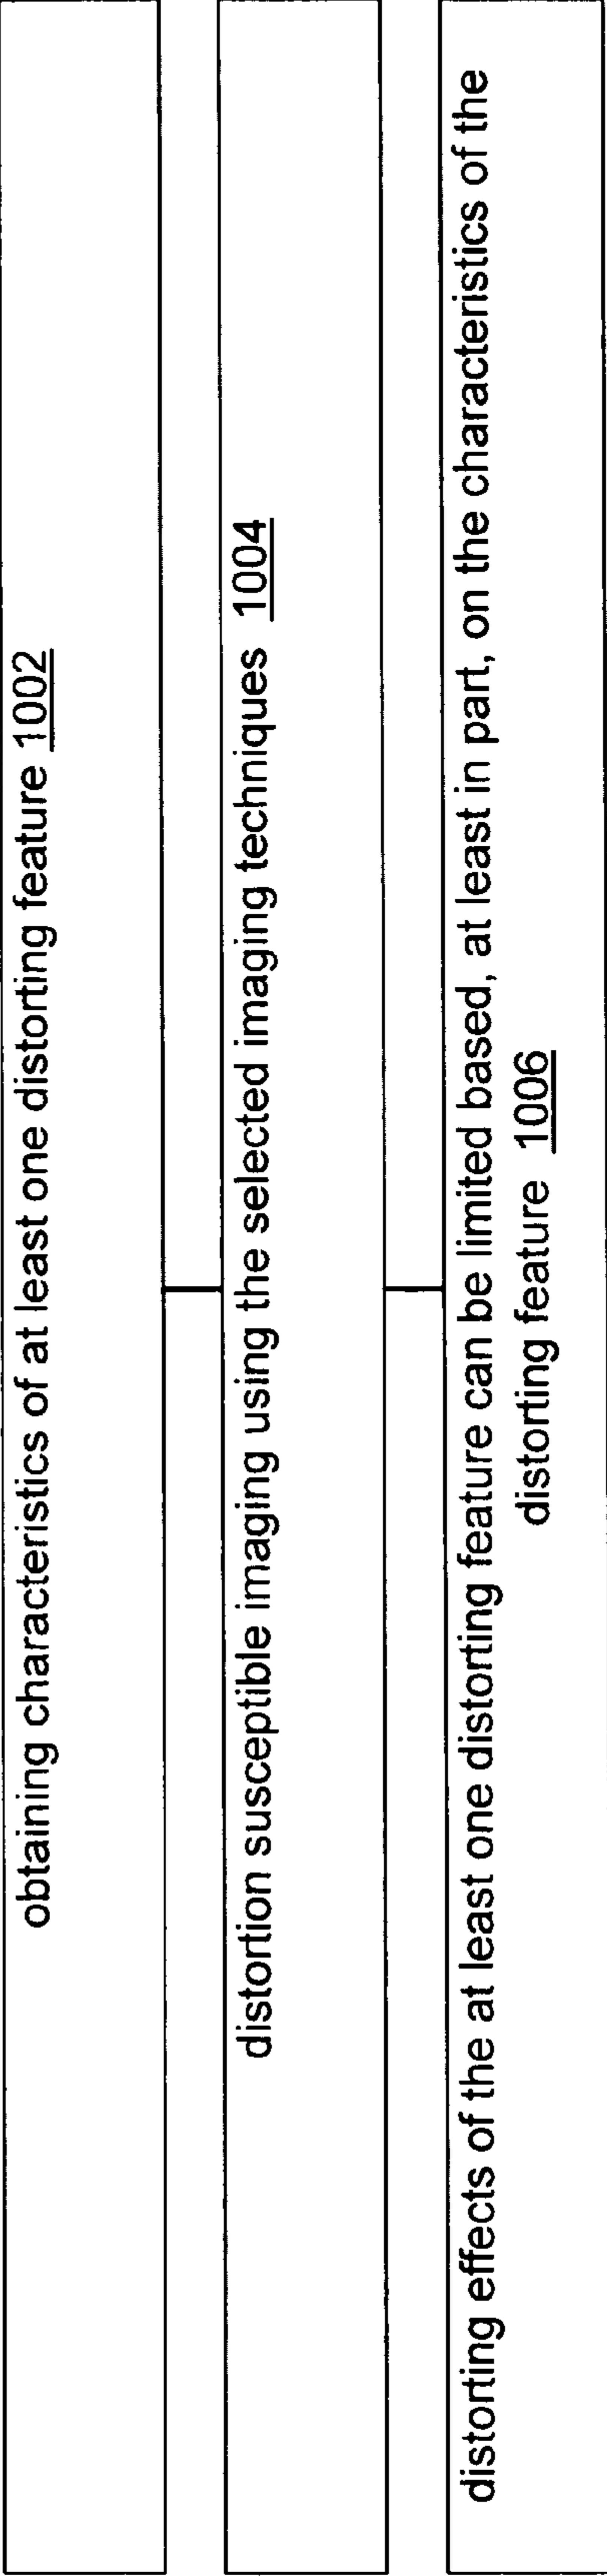 obtaining characteristics of at least one distorting feature 1002
distortion susceptible imaging using the selected imaging techniques 1004
distorting effects of the at least one distorting feature can be limited based, at least in part, on the characteristics of the
distorting feature 1006